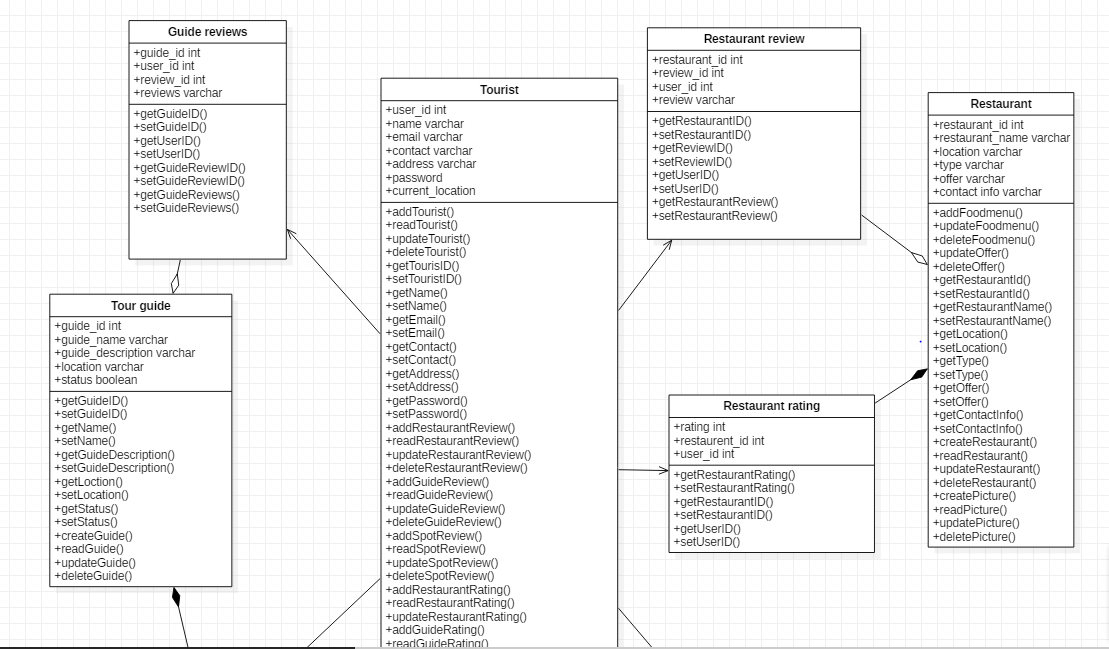 Guide reviews
+guide_id int
+user_id int
+review_id int
+reviews varchar
+getGuideID()
+setGuideID()
+getUserID()
+setUserID()
+getGuideReviewID()
+setGuideReviewID()
+getGuideReviews()
+setGuideReviews()
Tour guide
+guide_id int
+guide_name varchar
+guide_description varchar
+location varchar
+status boolean
+getGuideID()
+setGuideID()
+getName()
+setName()
+getGuideDescription()
+setGuideDescription()
+getLoction()
+setLocation()
+getStatus()
+setStatus()
+createGuide()
+readGuide()
+updateGuide()
+deleteGuide()
Tourist
+user_id int
+name varchar
+email varchar
+contact varchar
+address varchar
+password
+current_location
+addTourist()
+readTourist()
+updateTourist()
+deleteTourist()
+getTourisID()
+setTouristID()
+getName()
+setName()
+getEmail()
+setEmail()
+getContact()
+setContact()
+getAddress()
+setAddress()
+getPassword()
+setPassword()
+addRestaurantReview()
+readRestaurantReview()
+updateRestaurantReview()
+deleteRestaurantReview()
+addGuideReview()
+readGuideReview()
+updateGuideReview()
+deleteGuideReview()
+addSpotReview()
+readSpotReview()
+updateSpotReview()
+deleteSpotReview()
+addRestaurantRating()
+readRestaurantRating()
+updateRestaurantRating()
+addGuideRating()
+readGuideRating()
Restaurant review
+restaurant_id int
+review_id int
+user_id int
+review varchar
+getRestaurantID()
+setRestaurantID()
+getReviewID()
+setReviewID()
+getUserID()
+setUserID()
+getRestaurantReview()
+setRestaurantReview()
Restaurant rating
+rating int
+restaurent_id int
+user_id int
+getRestaurantRating()
+setRestaurantRating()
+getRestaurantID()
+setRestaurantID()
+getUserID()
+setUserID()
Restaurant
+restaurant_id int
+restaurant_name varchar
+location varchar
+type varchar
+offer varchar
+contact info varchar
+addFoodmenu()
+updateFoodmenu()
+deleteFoodmenu()
+updateOffer()
+deleteOffer()
+getRestaurantId()
+setRestaurantId()
+getRestaurantName()
+setRestaurantName()
+getLocation()
+setLocation()
+getType()
+setType()
+getOffer()
+setOffer()
+getContactInfo()
+setContactInfo()
+createRestaurant()
+readRestaurant()
+updateRestaurant()
+deleteRestaurant()
+createPicture()
+readPicture()
+updatePicture()
+deletePicture()